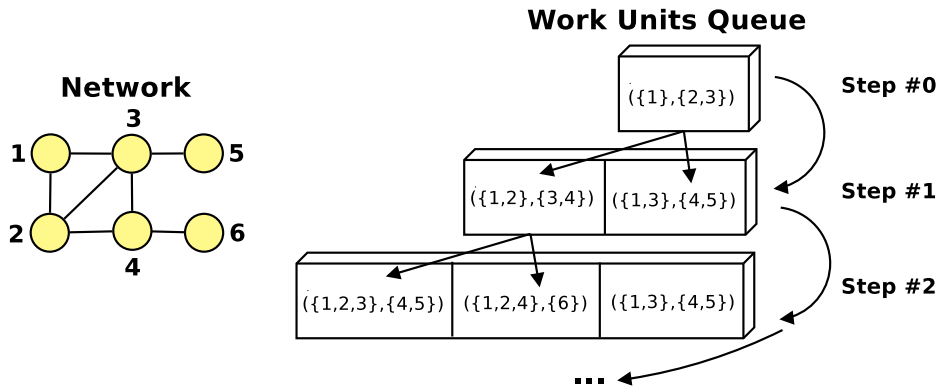 Work Units Queue
Network
({1},{2,3})
Step #0
3
1
5
({1,2},{3,4})
({1,3},{4,5})
Step #1
2
6
4
({1,2,3},{4,5})
({1,2,4},{6})
({1,3},{4,5})
Step #2
...